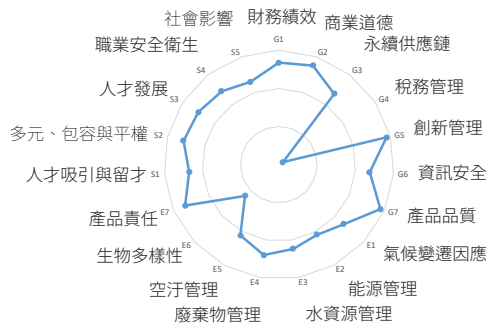 財務績效
G1
商業道德
G2
永續供應鏈
G3
稅務管理
G4
創新管理
G5
資訊安全
G6
產品品質
G7
氣候變遷因應
E1
能源管理
E2
水資源管理
E3
廢棄物管理
E4
空汙管理
E5
生物多樣性
E6
產品責任
E7
人才吸引與留才
S1
多元、包容與平權
S2
人才發展
S3
職業安全衛生
S4
社會影響
S5